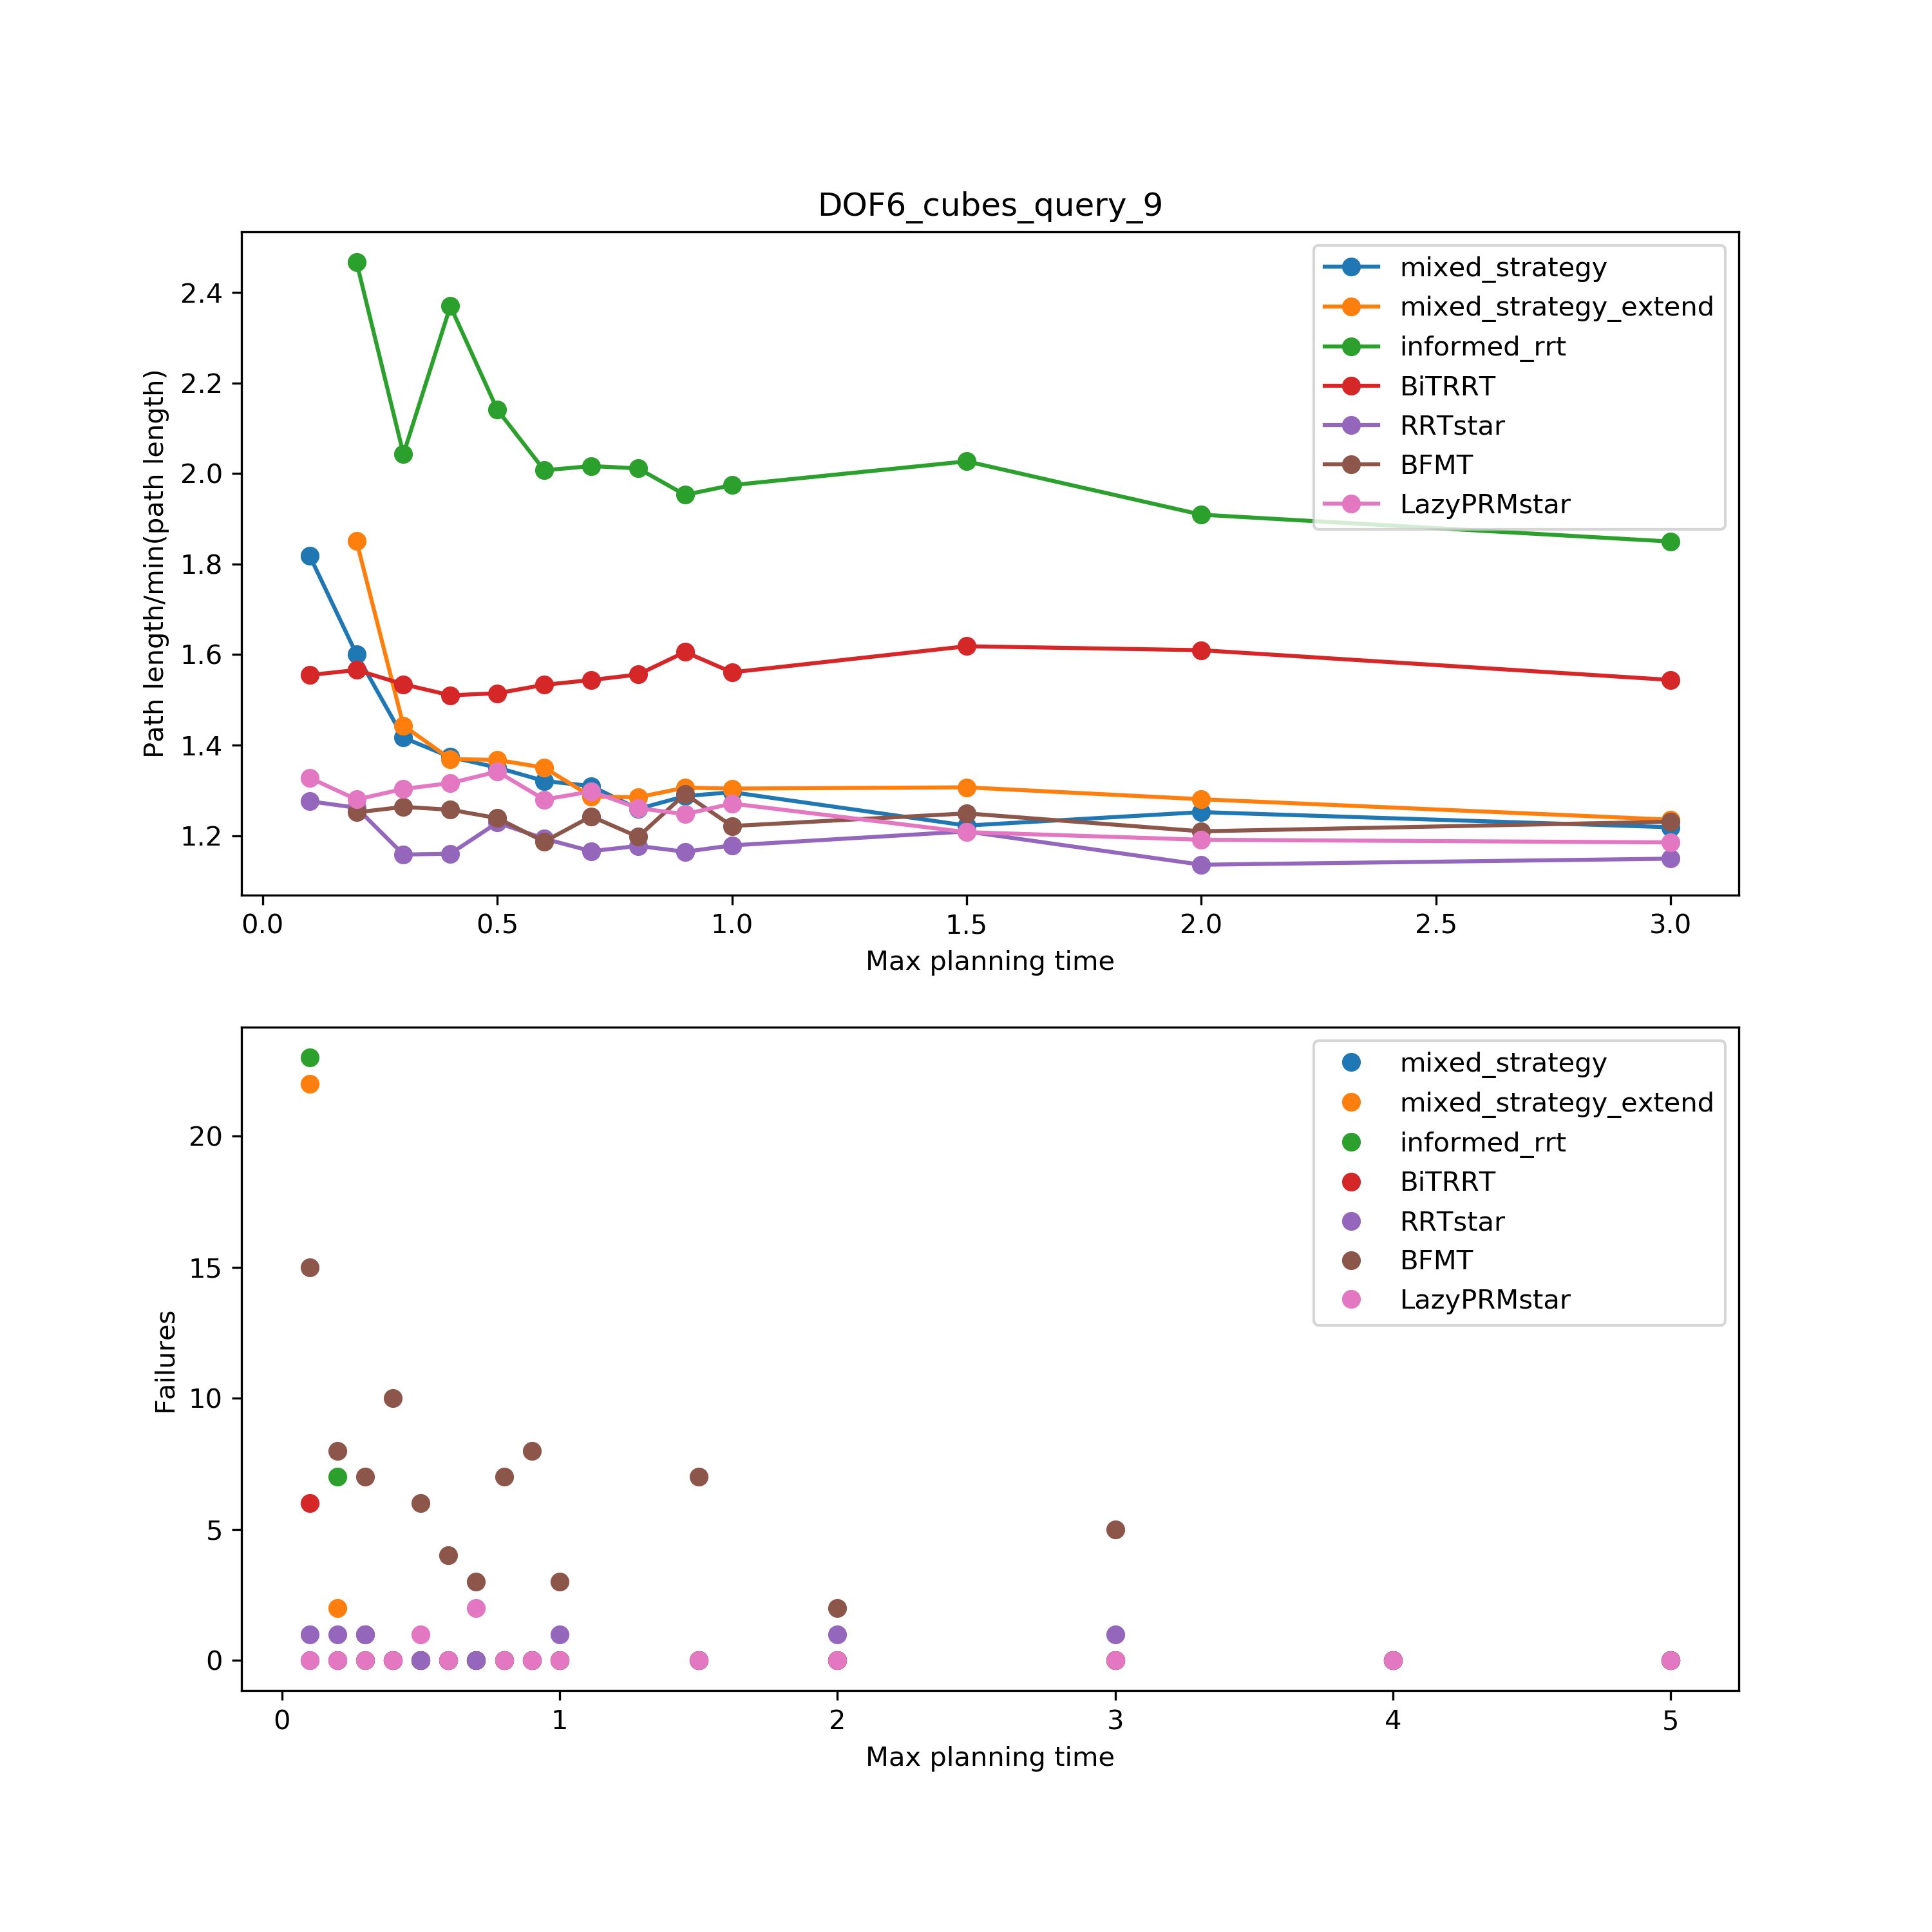 DOF6_cubes_query_9
Path length/min(path length)
2.4
2.2
2.0
1.8
1.6
1.4
1.2
mixed_strategy
mixed_strategy_extend
informed_rrt
BiTRRT
RRTstar
BFMT
LazyPRMstar
0.0 0.5 1.0 1.5 2.0 2.5 3.0
Max planning time
Failures
20
15
10
5
0
mixed_strategy
mixed_strategy_extend
informed_rrt
BiTRRT
RRTstar
BFMT
LazyPRMstar
0 1 2 3 4 5
Max planning time